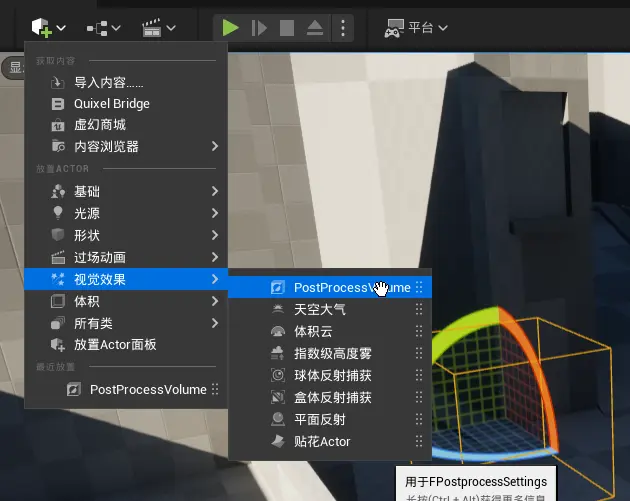 平台
显
获取内容
导入内容......
Quixel Bridge
虚幻商城
内容浏览器
放置ACTOR
基础
光源
形状
过场动画
视觉效果
体积
所有类
放置Actor面板
最近放置
PostProcessVolume
PostProcessVolume
天空大气
体积云
指数级高度雾
球体反射捕获
盒体反射捕获
平面反射
贴花Actor
用于FPostprocessSettings
长按(Ctrl + Alt)获得更多信息